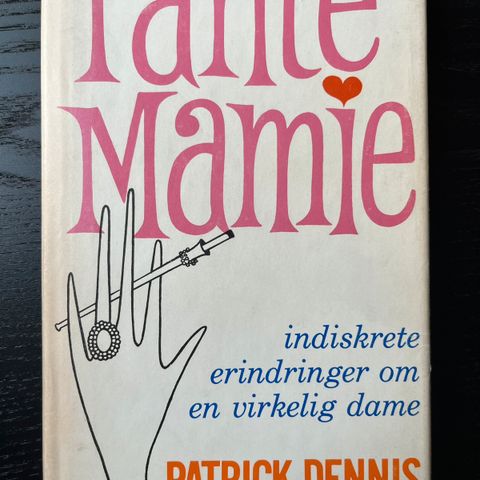 Tante
Mamie
indiskrete
erindringer om
en virkelig dame
PATRICK DENNIS